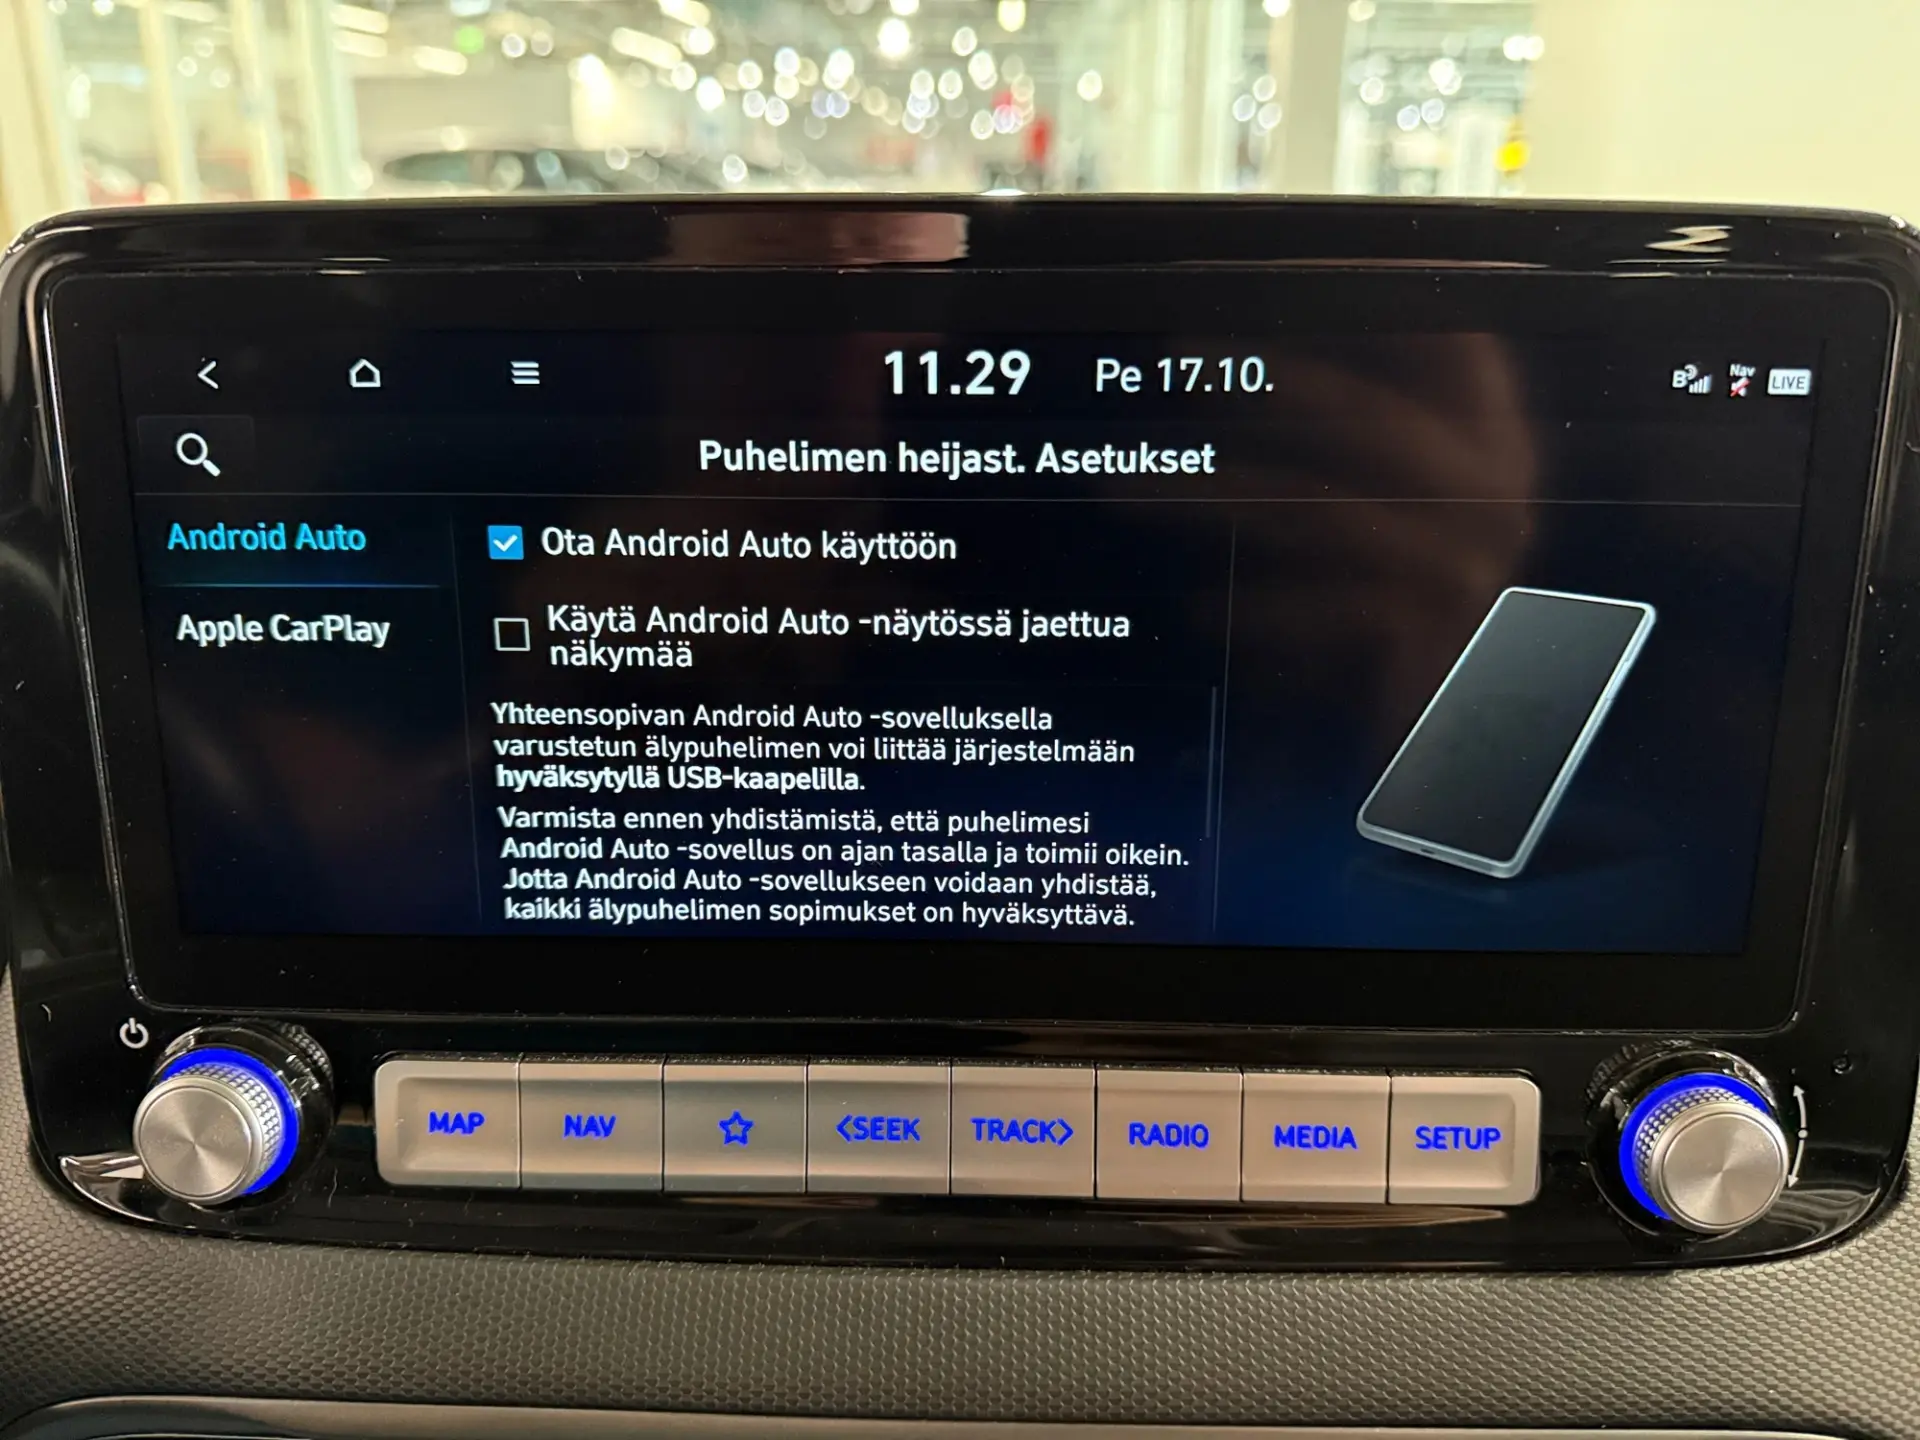 11.29 Pe 17.10.
B Nav LIVE
Puhelimen heijast. Asetukset
Android Auto
Apple CarPlay
Ota Android Auto käyttöön
Käytä Android Auto -näytössä jaettua
näkymää
Yhteensopivan Android Auto -sovelluksella
varustetun älypuhelimen voi liittää järjestelmään
hyväksytyllä USB-kaapelilla.
Varmista ennen yhdistämistä, että puhelimesi
Android Auto -sovellus on ajan tasalla ja toimii oikein.
Jotta Android Auto -sovellukseen voidaan yhdistää,
kaikki älypuhelimen sopimukset on hyväksyttävä.
MAP NAV <SEEK TRACK> RADIO MEDIA SETUP